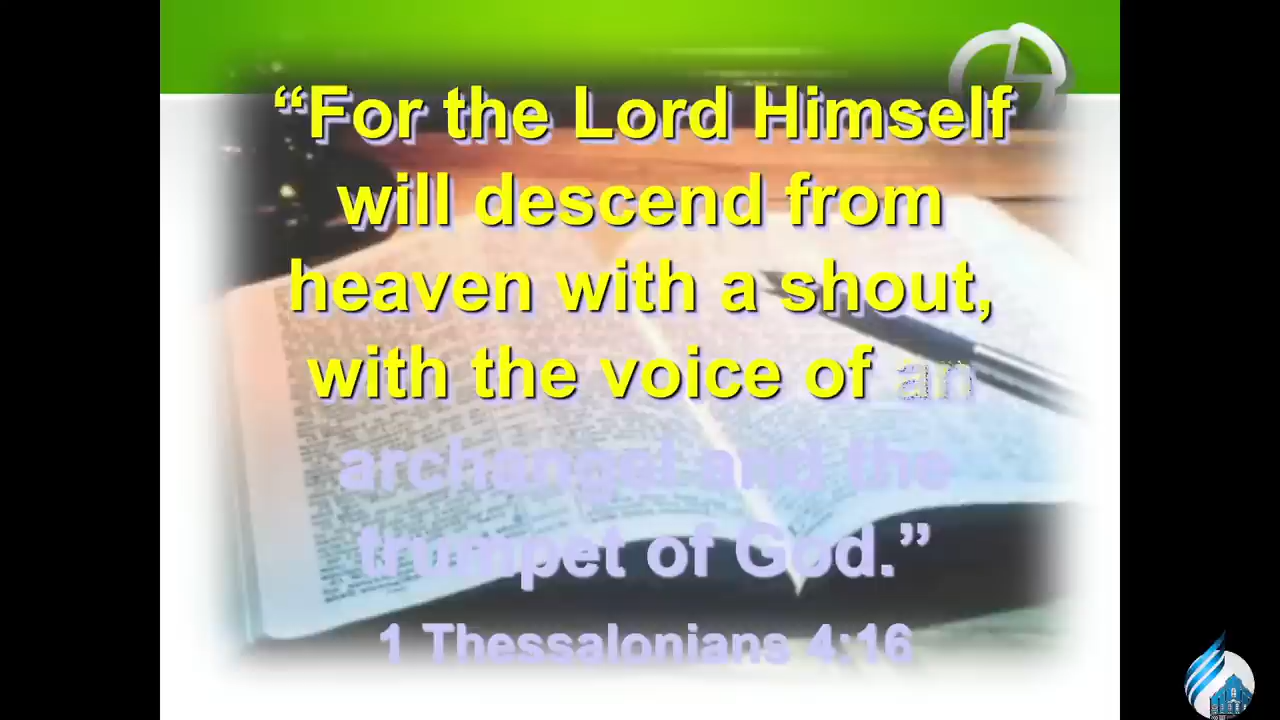 “For the Lord Himself
will descend from
heaven with a shout,
with the voice of an
archangel and the
trumpet of God.”
1 Thessalonians 4:16